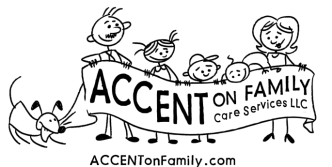 ACCENT ON FAMILY
Care Services LLC
ACCENTonFamily.com